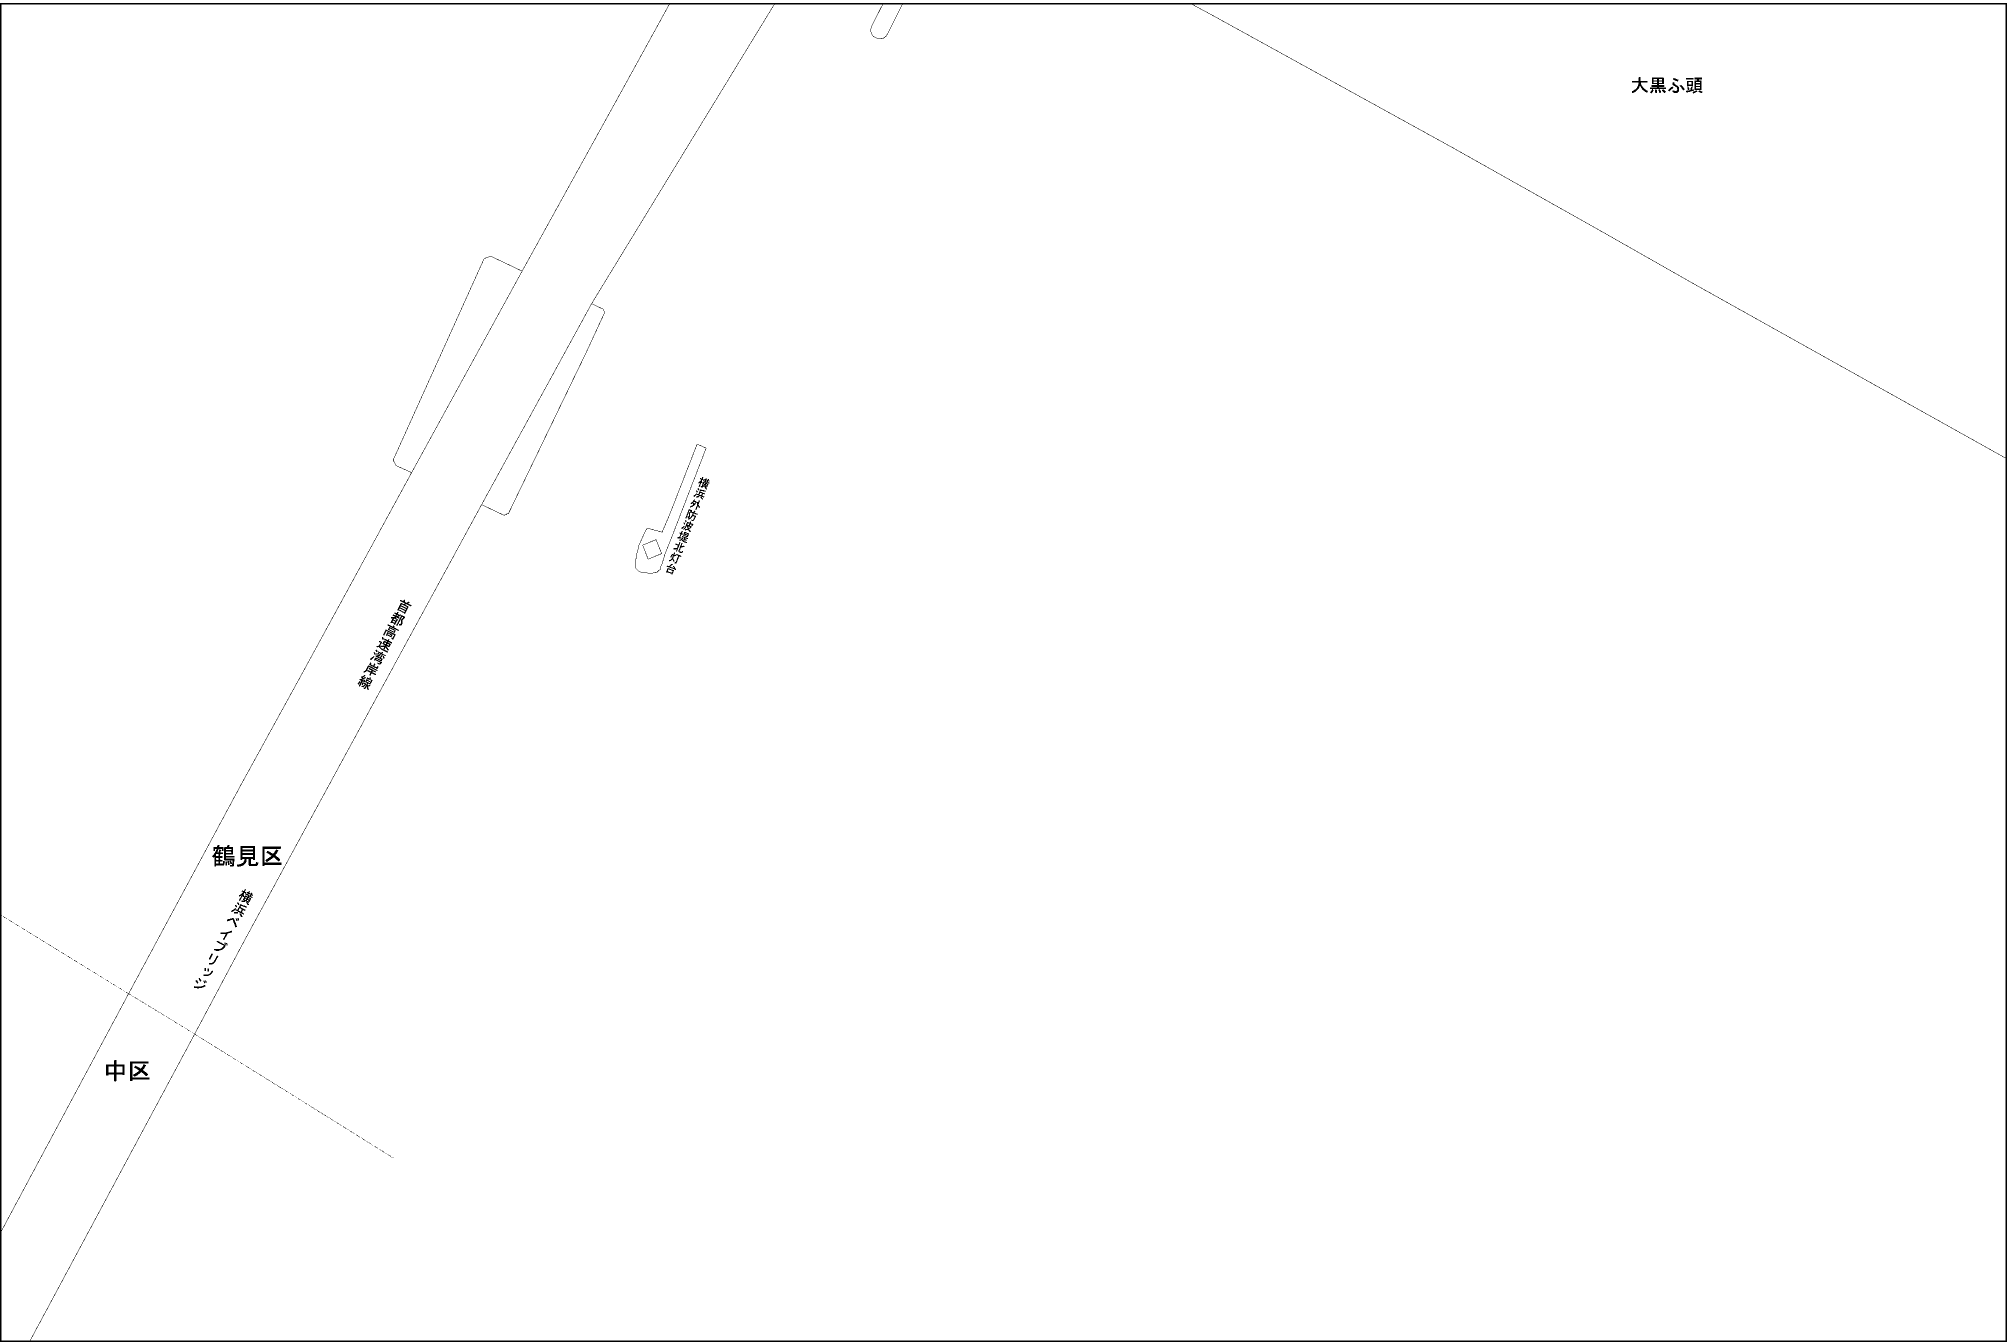 大黒ふ頭
横浜外防波堤北灯台
首都高速湾岸線
鶴見区
横浜ベイブリッジ
中区